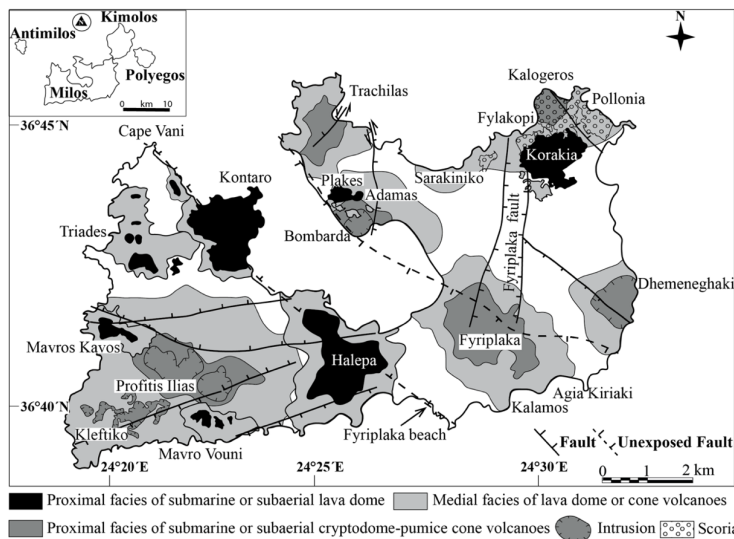 Kimolos
Antimilos
Polyegos
Milos
0 km 10
N
Kalogeros
Trachilas
Pollonia
36°45´N
Fylakopi
Cape Vani
Korakia
Kontaro
Plakes
Sarakiniko
Adamas
Triades
Bombarda
Fyriplaka fault
Dhemeneghaki
Mavros Kavos
Halepa
Fyriplaka
Profitis Ilias
Agia Kiriaki
36°40´N
Kalamos
Kleftiko
Mavro Vouni
Fyriplaka beach
Fault
Unexposed Fault
24°20´E 24°25´E 24°30´E
0 1 2 km
Proximal facies of submarine or subaerial lava dome Medial facies of lava dome or cone volcanoes
Proximal facies of submarine or subaerial cryptodome-pumice cone volcanoes Intrusion Scoria